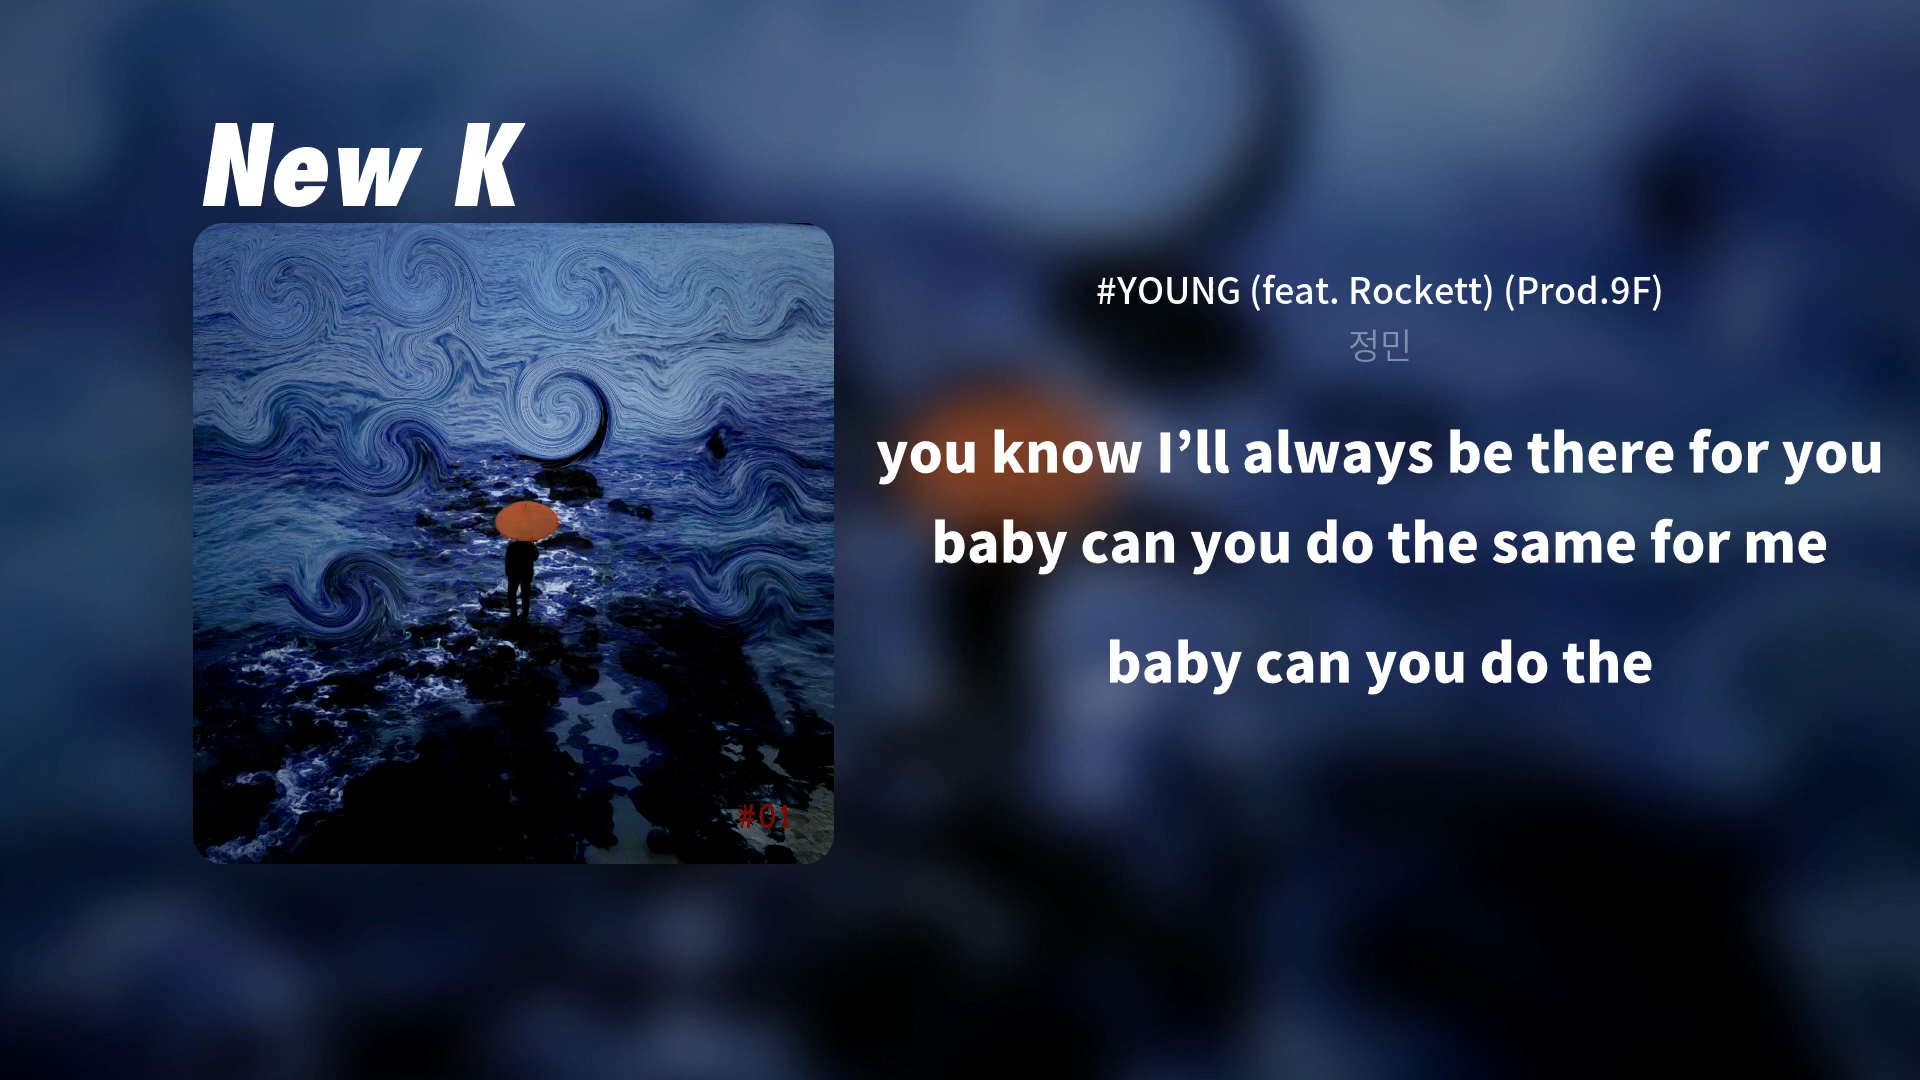 New K
#YOUNG (feat. Rockett) (Prod.9F)
정민
you know I’ll always be there for you
baby can you do the same for me
baby can you do the
#01